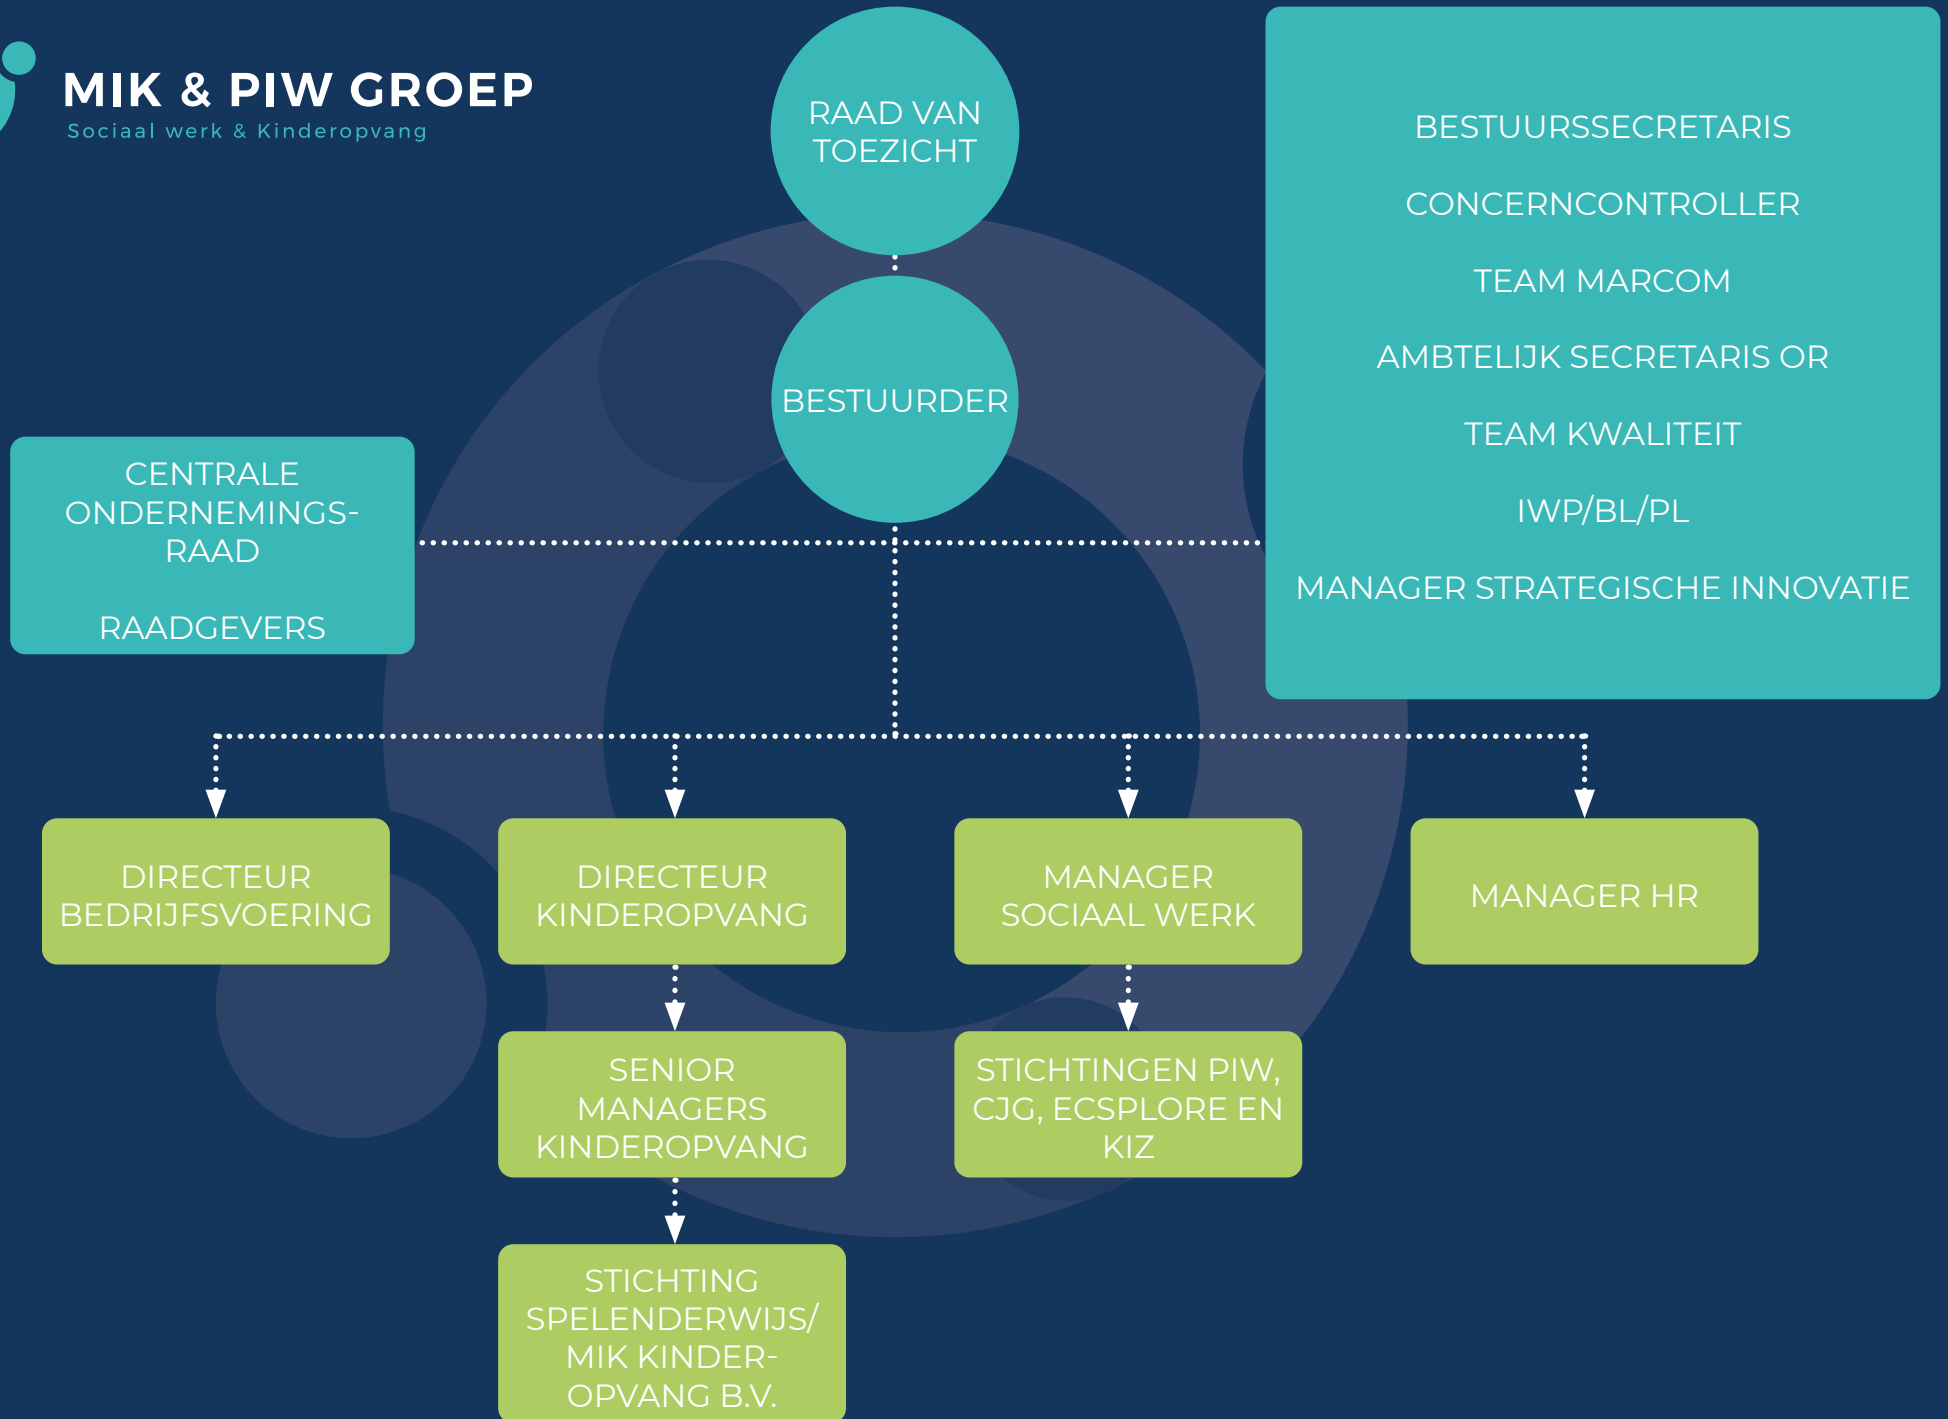 MIK & PIW GROEP
Sociaal werk & Kinderopvang
RAAD VAN
TOEZICHT
BESTUURDER
BESTUURSSECRETARIS
CONCERNCONTROLLER
TEAM MARCOM
AMBTELIJK SECRETARIS OR
TEAM KWALITEIT
IWP/BL/PL
MANAGER STRATEGISCHE INNOVATIE
CENTRALE
ONDERNEMINGS-
RAAD
RAADGEVERS
DIRECTEUR
BEDRIJFSVOERING
DIRECTEUR
KINDEROPVANG
MANAGER
SOCIAAL WERK
MANAGER HR
SENIOR
MANAGERS
KINDEROPVANG
STICHTINGEN PIW,
CJG, ECSPLORE EN
KIZ
STICHTING
SPELENDERWIJS/
MIK KINDER-
OPVANG B.V.